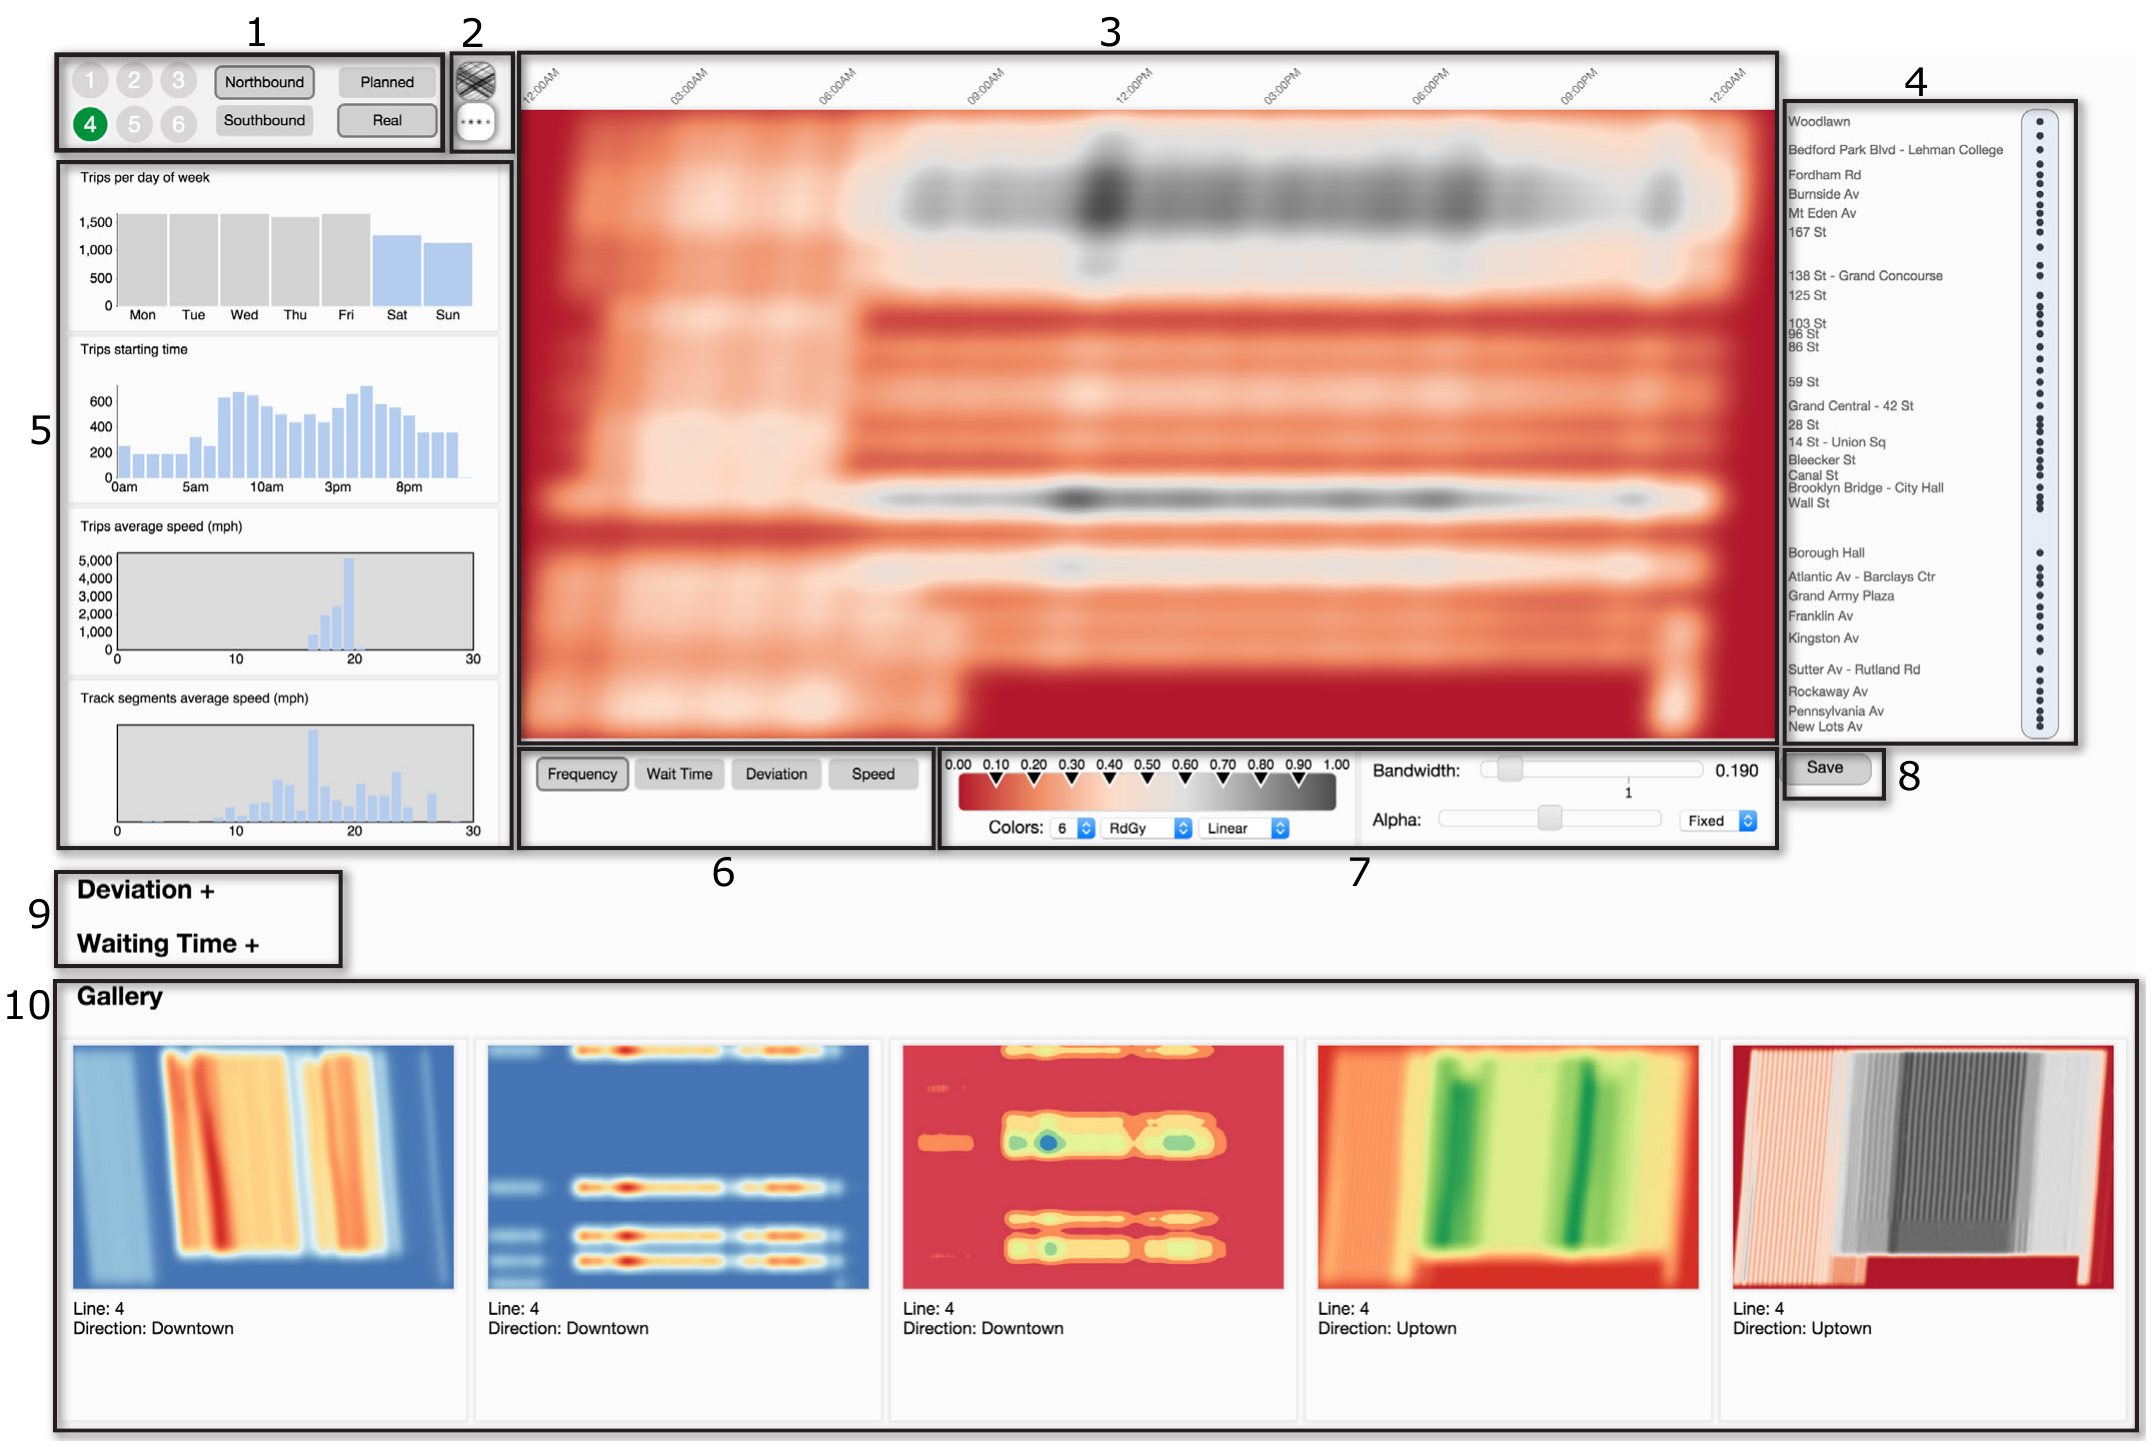 1
2
3
4
1 2 3
4 5 6
Northbound
Southbound
Planned
Real
12:00AM 03:00AM 06:00AM 09:00AM 12:00PM 03:00PM 06:00PM 09:00PM 12:00AM
Woodlawn
Bedford Park Blvd - Lehman College
Fordham Rd
Burnside Av
Mt Eden Av
167 St
138 St - Grand Concourse
125 St
103 St
96 St
86 St
59 St
Grand Central - 42 St
28 St
14 St - Union Sq
Bleecker St
Canal St
Brooklyn Bridge - City Hall
Wall St
Borough Hall
Atlantic Av - Barclays Ctr
Grand Army Plaza
Franklin Av
Kingston Av
Sutter Av - Rutland Rd
Rockaway Av
Pennsylvania Av
New Lots Av
5
Trips per day of week
1,500
1,000
500
0
Mon Tue Wed Thu Fri Sat Sun
Trips starting time
600
400
200
0
0am 5am 10am 3pm 8pm
Trips average speed (mph)
5,000
4,000
3,000
2,000
1,000
0
0 10 20 30
Track segments average speed (mph)
0 10 20 30
Frequency Wait Time Deviation Speed
6
0.00 0.10 0.20 0.30 0.40 0.50 0.60 0.70 0.80 0.90 1.00
Colors: 6 RdGy Linear
Bandwidth: 0.190
1
Alpha: Fixed
7
Save
8
9
Deviation +
Waiting Time +
10
Gallery
Line: 4
Direction: Downtown
Line: 4
Direction: Downtown
Line: 4
Direction: Downtown
Line: 4
Direction: Uptown
Line: 4
Direction: Uptown